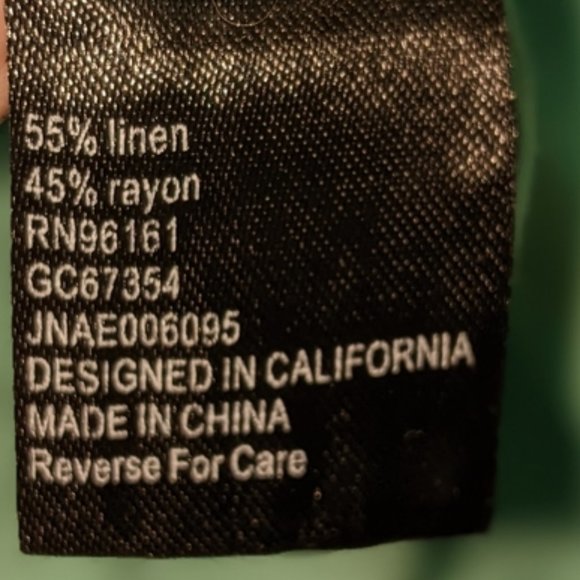 55% linen
45% rayon
RN96161
GC67354
JNAE006095
DESIGNED IN CALIFORNIA
MADE IN CHINA
Reverse For Care